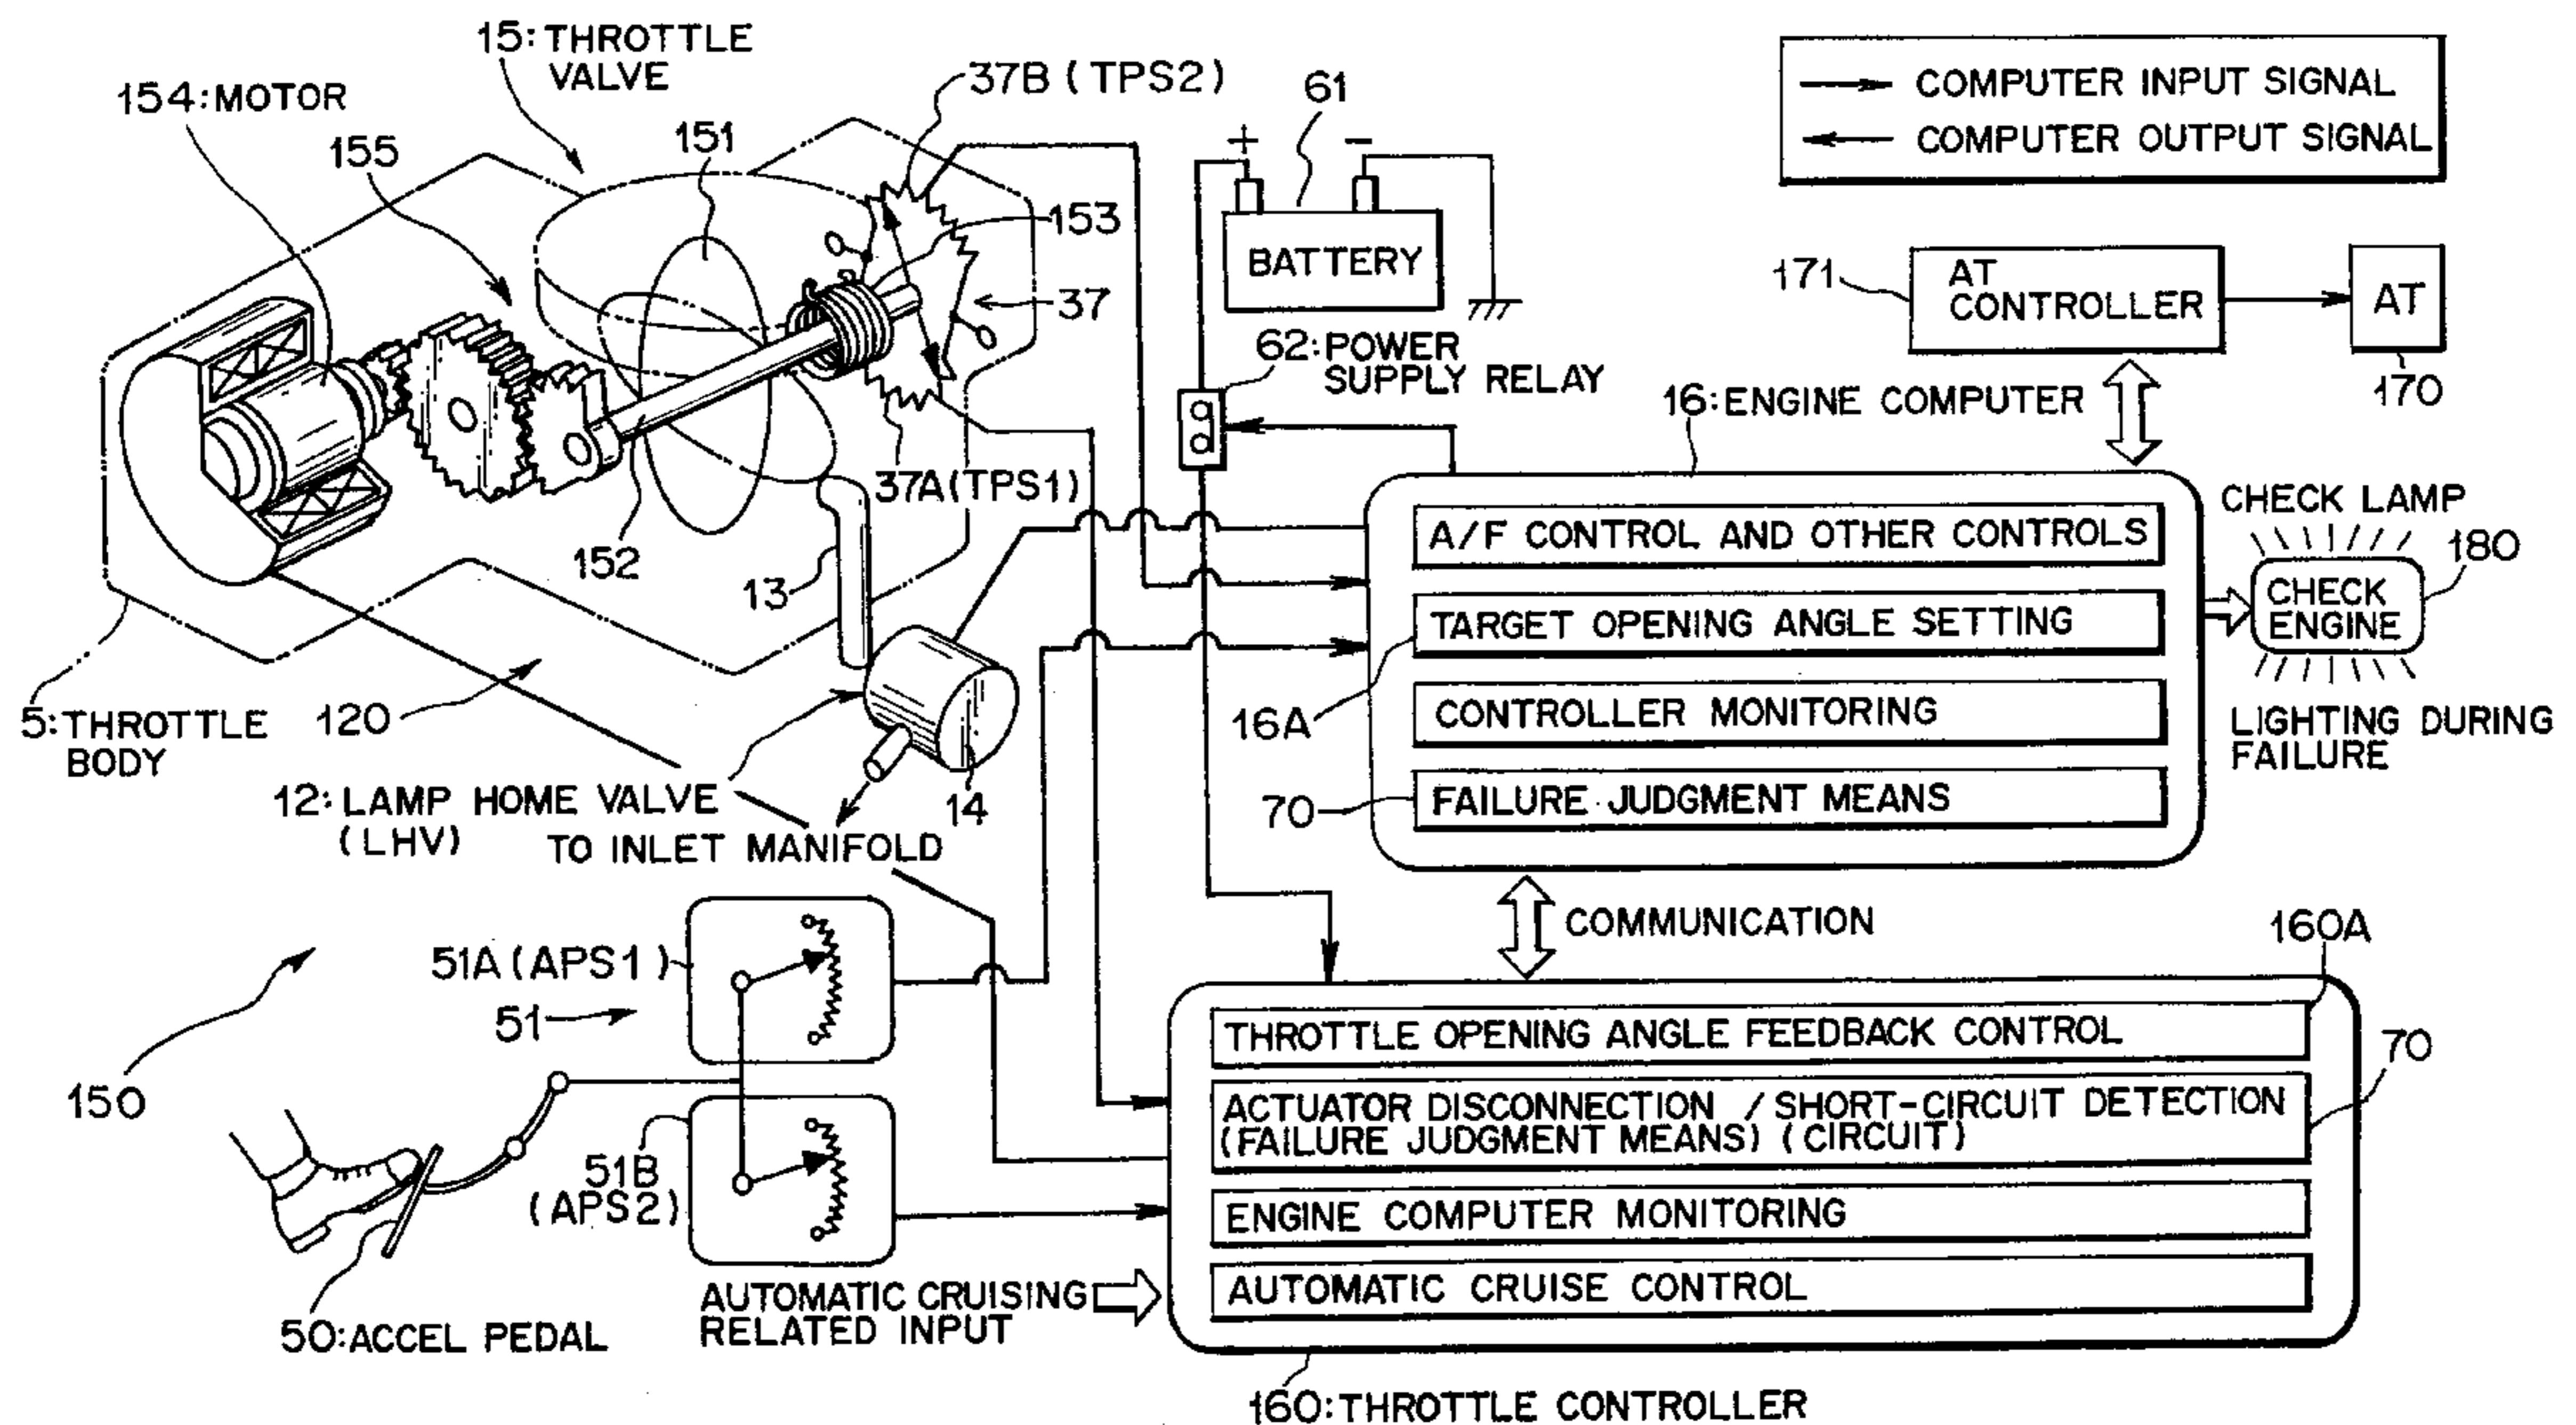 15: THROTTLE
VALVE
154: MOTOR
155
151
37B (TPS2)
153
37
61
+
-
BATTERY
COMPUTER INPUT SIGNAL
COMPUTER OUTPUT SIGNAL
171
AT
CONTROLLER
AT
170
62: POWER
SUPPLY RELAY
16: ENGINE COMPUTER
37A (TPS1)
152
13
5: THROTTLE
BODY
120
12: LAMP HOME VALVE
(LHV)
TO INLET MANIFOLD
14
A/F CONTROL AND OTHER CONTROLS
TARGET OPENING ANGLE SETTING
16A
CONTROLLER MONITORING
70
FAILURE JUDGMENT MEANS
CHECK LAMP
180
CHECK
ENGINE
LIGHTING DURING
FAILURE
COMMUNICATION
160A
51A (APS1)
51
150
51B
(APS2)
50: ACCEL PEDAL
AUTOMATIC CRUISING
RELATED INPUT
THROTTLE OPENING ANGLE FEEDBACK CONTROL
70
ACTUATOR DISCONNECTION / SHORT-CIRCUIT DETECTION
(FAILURE JUDGMENT MEANS) (CIRCUIT)
ENGINE COMPUTER MONITORING
AUTOMATIC CRUISE CONTROL
160: THROTTLE CONTROLLER